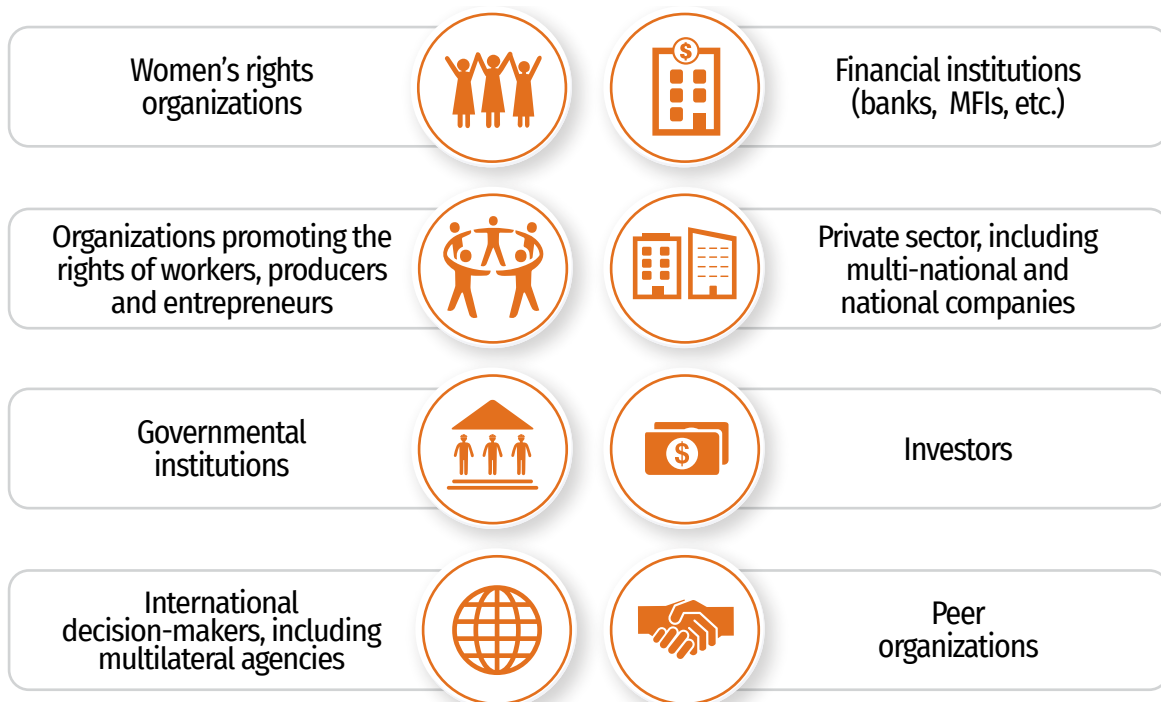 Women's rights
organizations
$
Financial institutions
(banks, MFIs, etc.)
Organizations promoting the
rights of workers, producers
and entrepreneurs
Private sector, including
multi-national and
national companies
Governmental
institutions
$
Investors
International
decision-makers, including
multilateral agencies
Peer
organizations